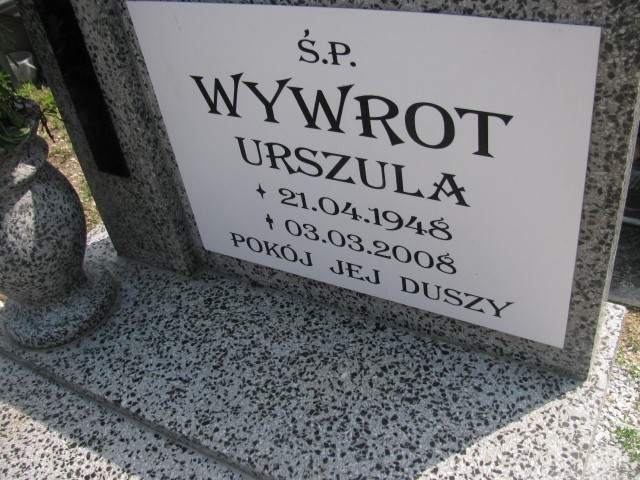 Ś.P.
WYWROT
URSZULA
21.04.1948
03.03.2008
POKÓJ JEJ DUSZY